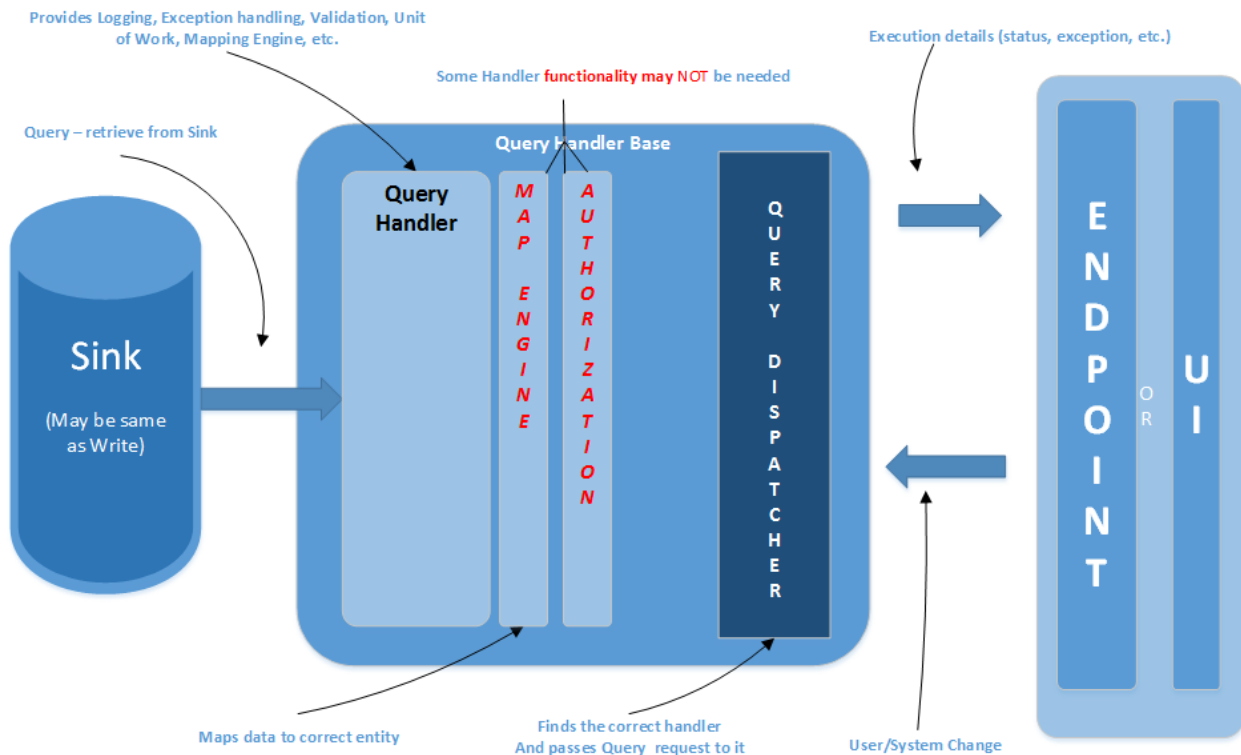 Provides Logging, Exception handling, Validation, Unit
of Work, Mapping Engine, etc.
Execution details (status, exception, etc.)
Some Handler functionality may NOT be needed
Query – retrieve from Sink
Query Handler Base
Query
Handler
MAP ENGINE
AUTHORIZATION
QUERY DISPATCHER
ENDPOINT
OR
UI
Sink
(May be same
as Write)
Maps data to correct entity
Finds the correct handler
And passes Query request to it
User/System Change